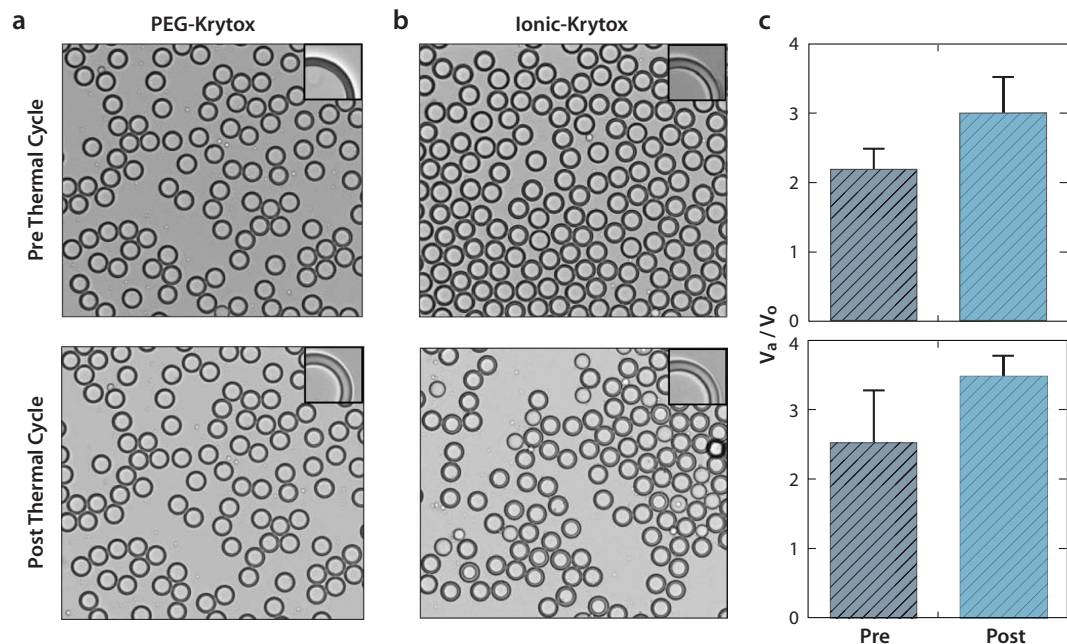 a
PEG-Krytox
b
Ionic-Krytox
c
Pre Thermal Cycle
Post Thermal Cycle
Va / Vo
4
3
2
1
0
4
3
2
1
0
Pre
Post